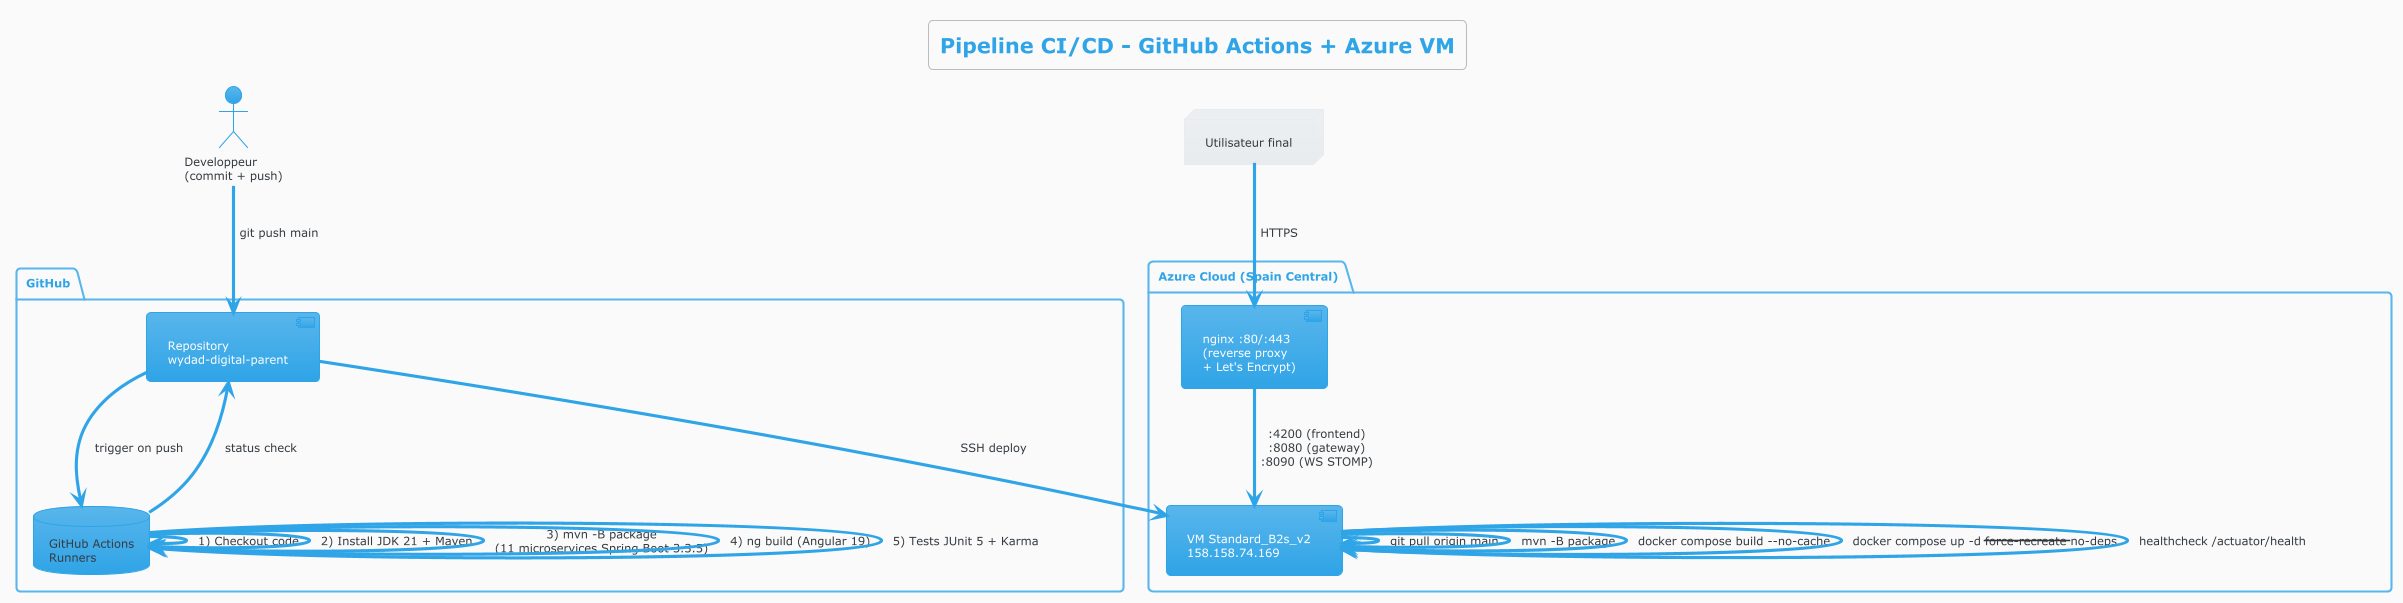 Pipeline CI/CD - GitHub Actions + Azure VM
Developpeur
(commit + push)
Utilisateur final
git push main
HTTPS
GitHub
Azure Cloud (Spain Central)
Repository
wydad-digital-parent
nginx :80/:443
(reverse proxy
+ Let's Encrypt)
trigger on push
status check
SSH deploy
:4200 (frontend)
:8080 (gateway)
:8090 (WS STOMP)
GitHub Actions
Runners
1) Checkout code
2) Install JDK 21 + Maven
3) mvn -B package
(11 microservices Spring Boot 3.3.5)
4) ng build (Angular 19)
5) Tests JUnit 5 + Karma
VM Standard_B2s_v2
158.158.74.169
git pull origin main
mvn -B package
docker compose build --no-cache
docker compose up -d force-recreate no-deps
healthcheck /actuator/health